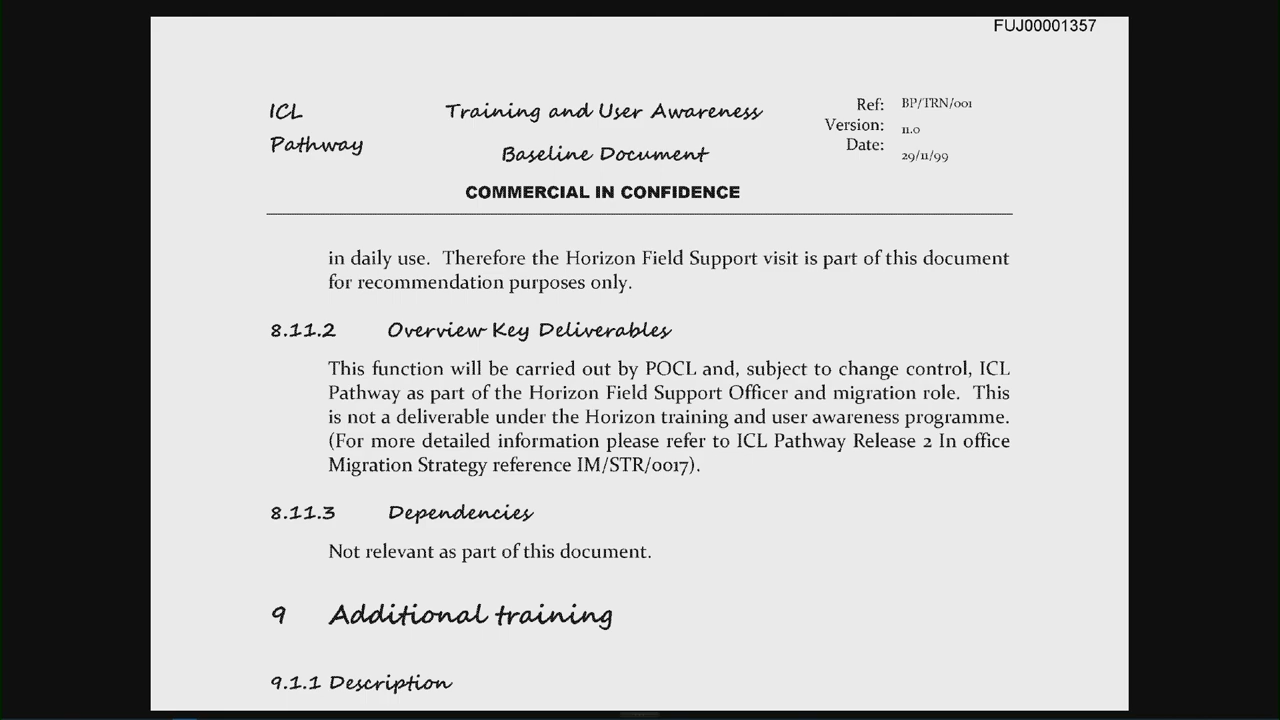 FUJ00001357
ICL
Pathway
Training and User Awareness
Baseline Document
COMMERCIAL IN CONFIDENCE
Ref: BP/TRN/001
Version: 11.0
Date: 29/11/99
in daily use. Therefore the Horizon Field Support visit is part of this document
for recommendation purposes only.
8.11.2 Overview Key Deliverables
This function will be carried out by POCL and, subject to change control, ICL
Pathway as part of the Horizon Field Support Officer and migration role. This
is not a deliverable under the Horizon training and user awareness programme.
(For more detailed information please refer to ICL Pathway Release 2 In office
Migration Strategy reference IM/STR/0017).
8.11.3 Dependencies
Not relevant as part of this document.
9 Additional training
9.1.1 Description